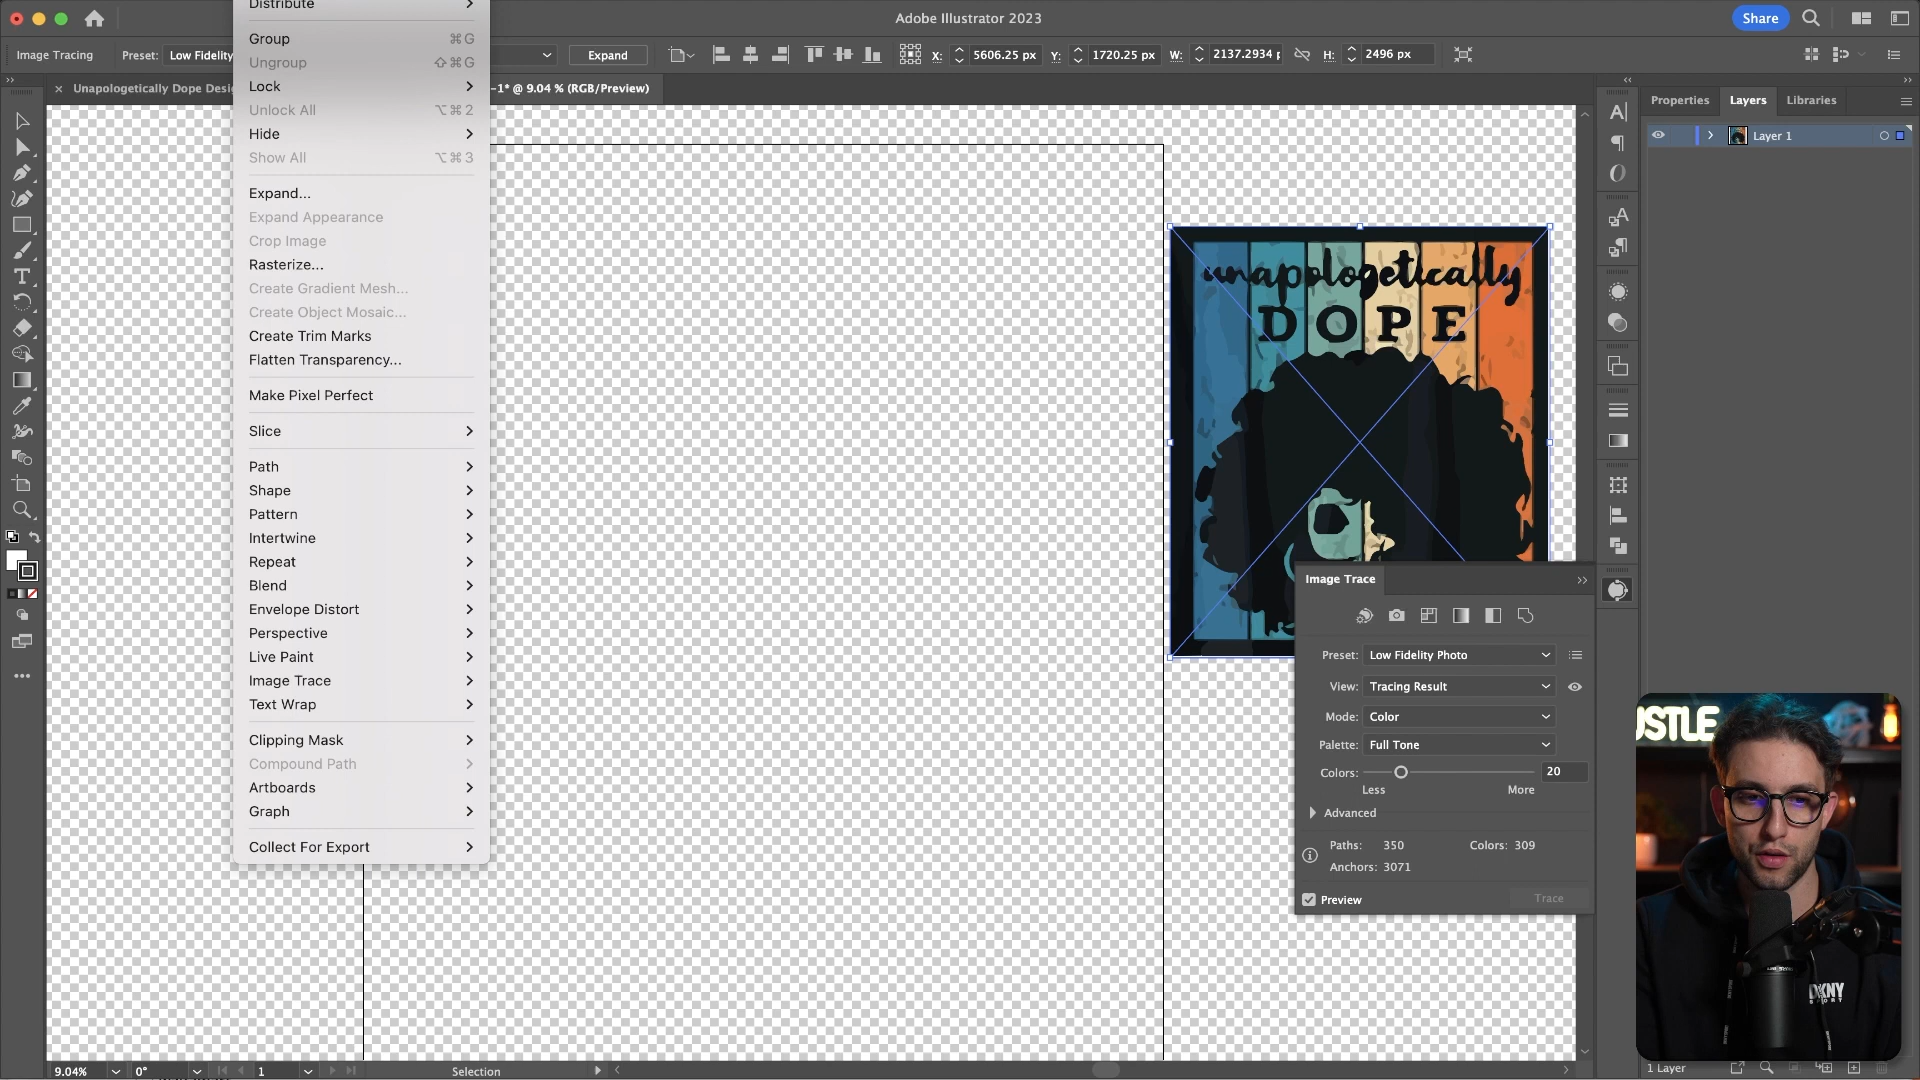 Adobe Illustrator 2023
Share
Image Tracing
Preset:
Low Fidelity
Expand
X:
5606.25 px
Y:
1720.25 px
W:
2137.2934
H:
2496 px
Unapologetically Dope Desi
-1* @ 9.04 % (RGB/Preview)
Distribute
Group ⌘G
Ungroup ⇧⌘G
Lock
Unlock All ⌥⌘2
Hide
Show All ⌥⌘3
Expand...
Expand Appearance
Crop Image
Rasterize...
Create Gradient Mesh...
Create Object Mosaic...
Create Trim Marks
Flatten Transparency...
Make Pixel Perfect
Slice
Path
Shape
Pattern
Intertwine
Repeat
Blend
Envelope Distort
Perspective
Live Paint
Image Trace
Text Wrap
Clipping Mask
Compound Path
Artboards
Graph
Collect For Export
unapologetically
DOPE
Properties
Layers
Libraries
Layer 1
Image Trace
Preset: Low Fidelity Photo
View: Tracing Result
Mode: Color
Palette: Full Tone
Colors: 20
Less More
Advanced
Paths: 350 Colors: 309
Anchors: 3071
Preview
Trace
USTLE
DKNY
SPORT
9.04%
0°
1
Selection
1 Layer